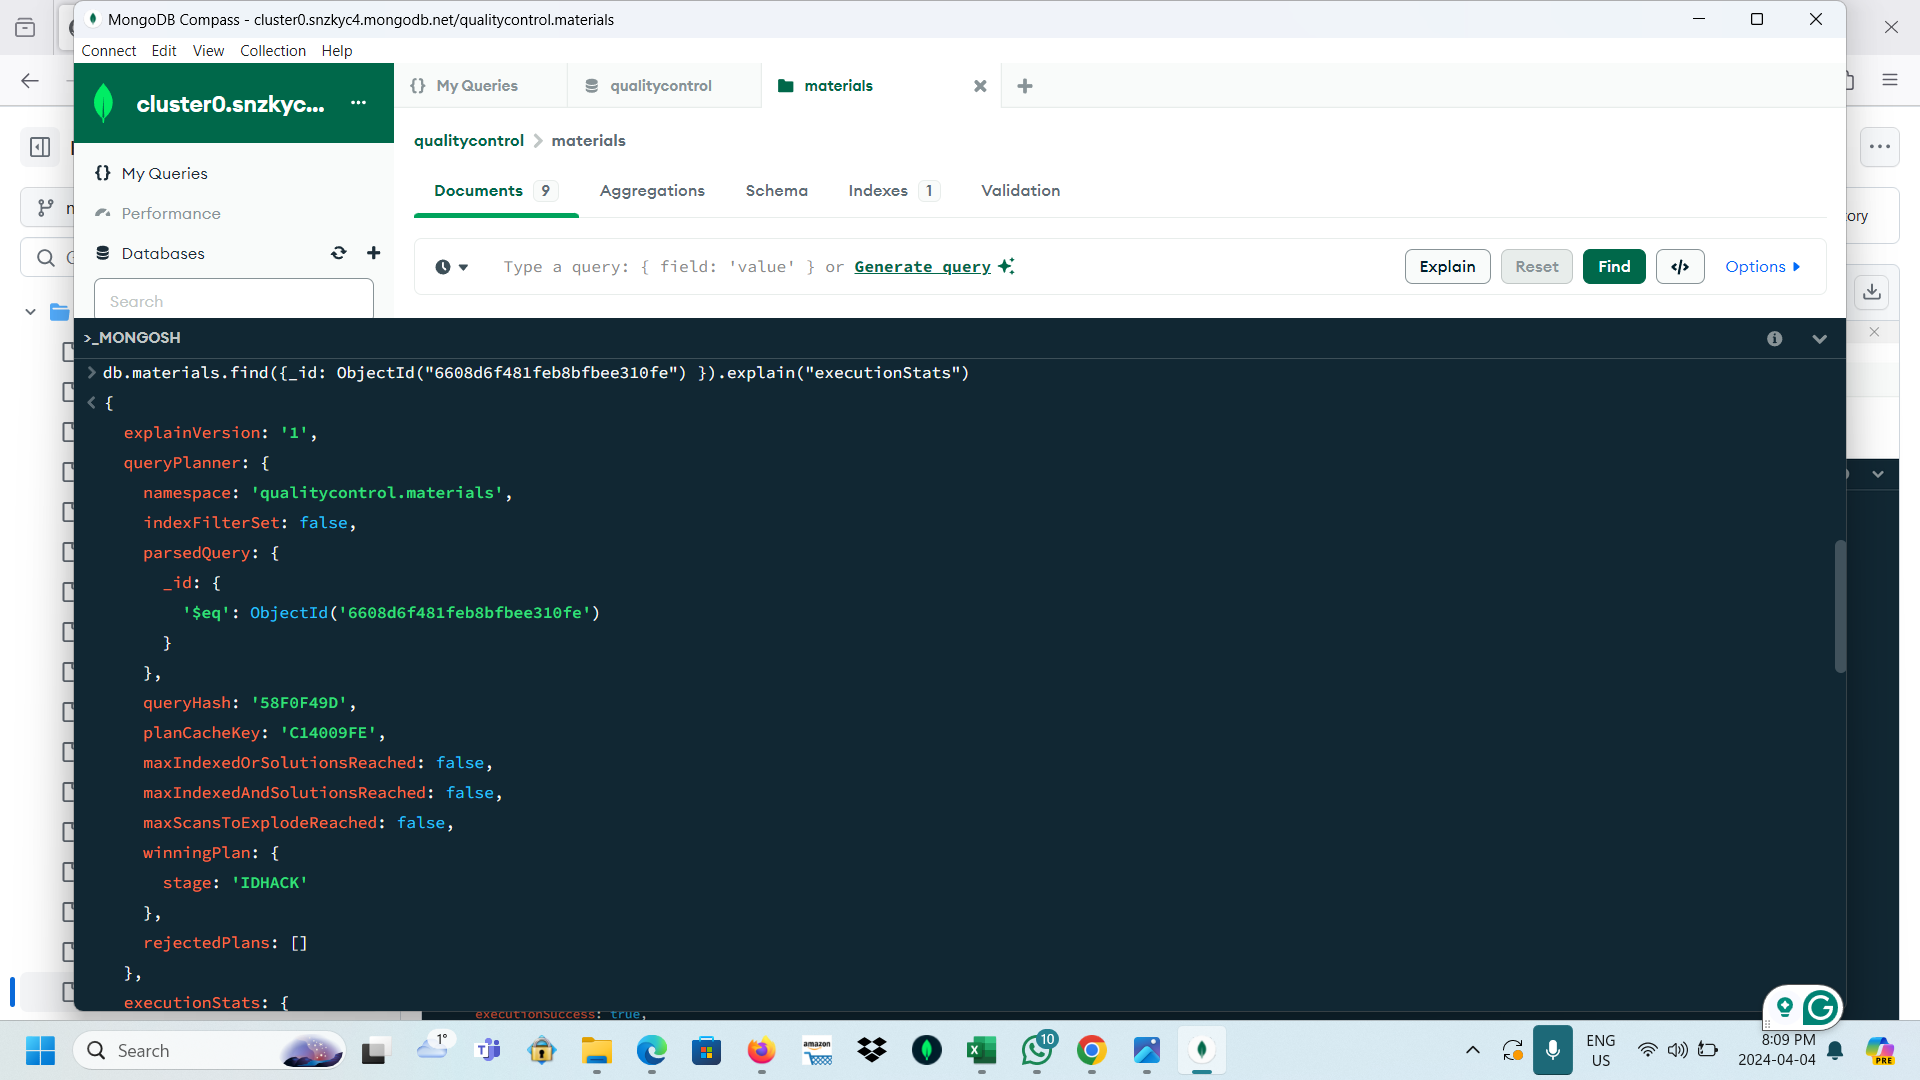 MongoDB Compass - cluster0.snzkyc4.mongodb.net/qualitycontrol.materials
Connect Edit View Collection Help
cluster0.snzkyc... ...
{} My Queries
qualitycontrol
materials
qualitycontrol > materials
My Queries
Performance
Databases
Search
Documents 9 Aggregations Schema Indexes 1 Validation
Type a query: { field: 'value' } or Generate query
Explain Reset Find </> Options
ory
>_MONGOSH
> db.materials.find({_id: ObjectId("6608d6f481feb8bfbee310fe") }).explain("executionStats")
< {
explainVersion: '1',
queryPlanner: {
namespace: 'qualitycontrol.materials',
indexFilterSet: false,
parsedQuery: {
_id: {
'$eq': ObjectId('6608d6f481feb8bfbee310fe')
}
},
queryHash: '58F0F49D',
planCacheKey: 'C14009FE',
maxIndexedOrSolutionsReached: false,
maxIndexedAndSolutionsReached: false,
maxScansToExplodeReached: false,
winningPlan: {
stage: 'IDHACK'
},
rejectedPlans: []
},
executionStats: {
executionSuccess: true,
Search
1°
amazon
10
ENG
US
8:09 PM
2024-04-04
PRE